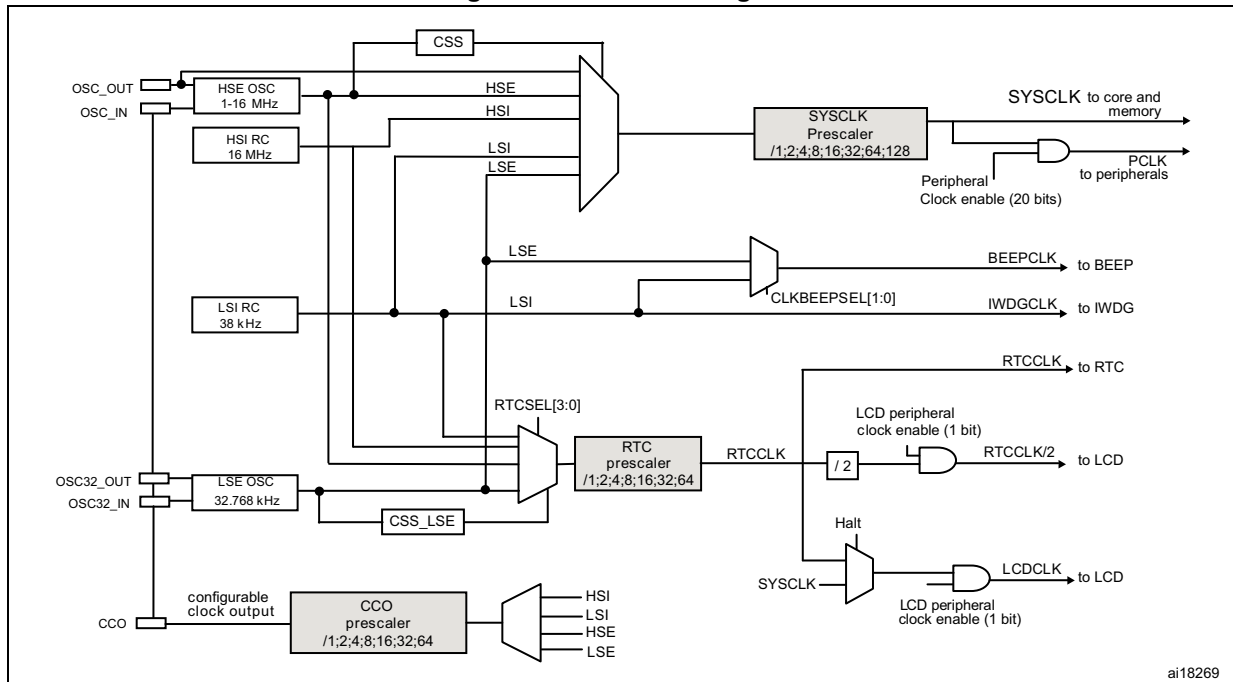 CSS
OSC_OUT
HSE OSC
1-16 MHz
OSC_IN
HSE
HSI
HSI RC
16 MHz
LSI
LSE
SYSCLK
Prescaler
/1;2;4;8;16;32;64;128
SYSCLK to core and
memory
PCLK
to peripherals
Peripheral
Clock enable (20 bits)
LSE
BEEPCLK
to BEEP
CLKBEEPSEL[1:0]
LSI RC
38 kHz
LSI
IWDGCLK
to IWDG
RTCCLK
to RTC
RTCSEL[3:0]
LCD peripheral
clock enable (1 bit)
RTC
prescaler
/1;2;4;8;16;32;64
RTCCLK
/ 2
RTCCLK/2
to LCD
OSC32_OUT
OSC32_IN
LSE OSC
32.768 kHz
CSS_LSE
Halt
SYSCLK
LCDCLK
to LCD
LCD peripheral
clock enable (1 bit)
CCO
configurable
clock output
CCO
prescaler
/1;2;4;8;16;32;64
HSI
LSI
HSE
LSE
ai18269